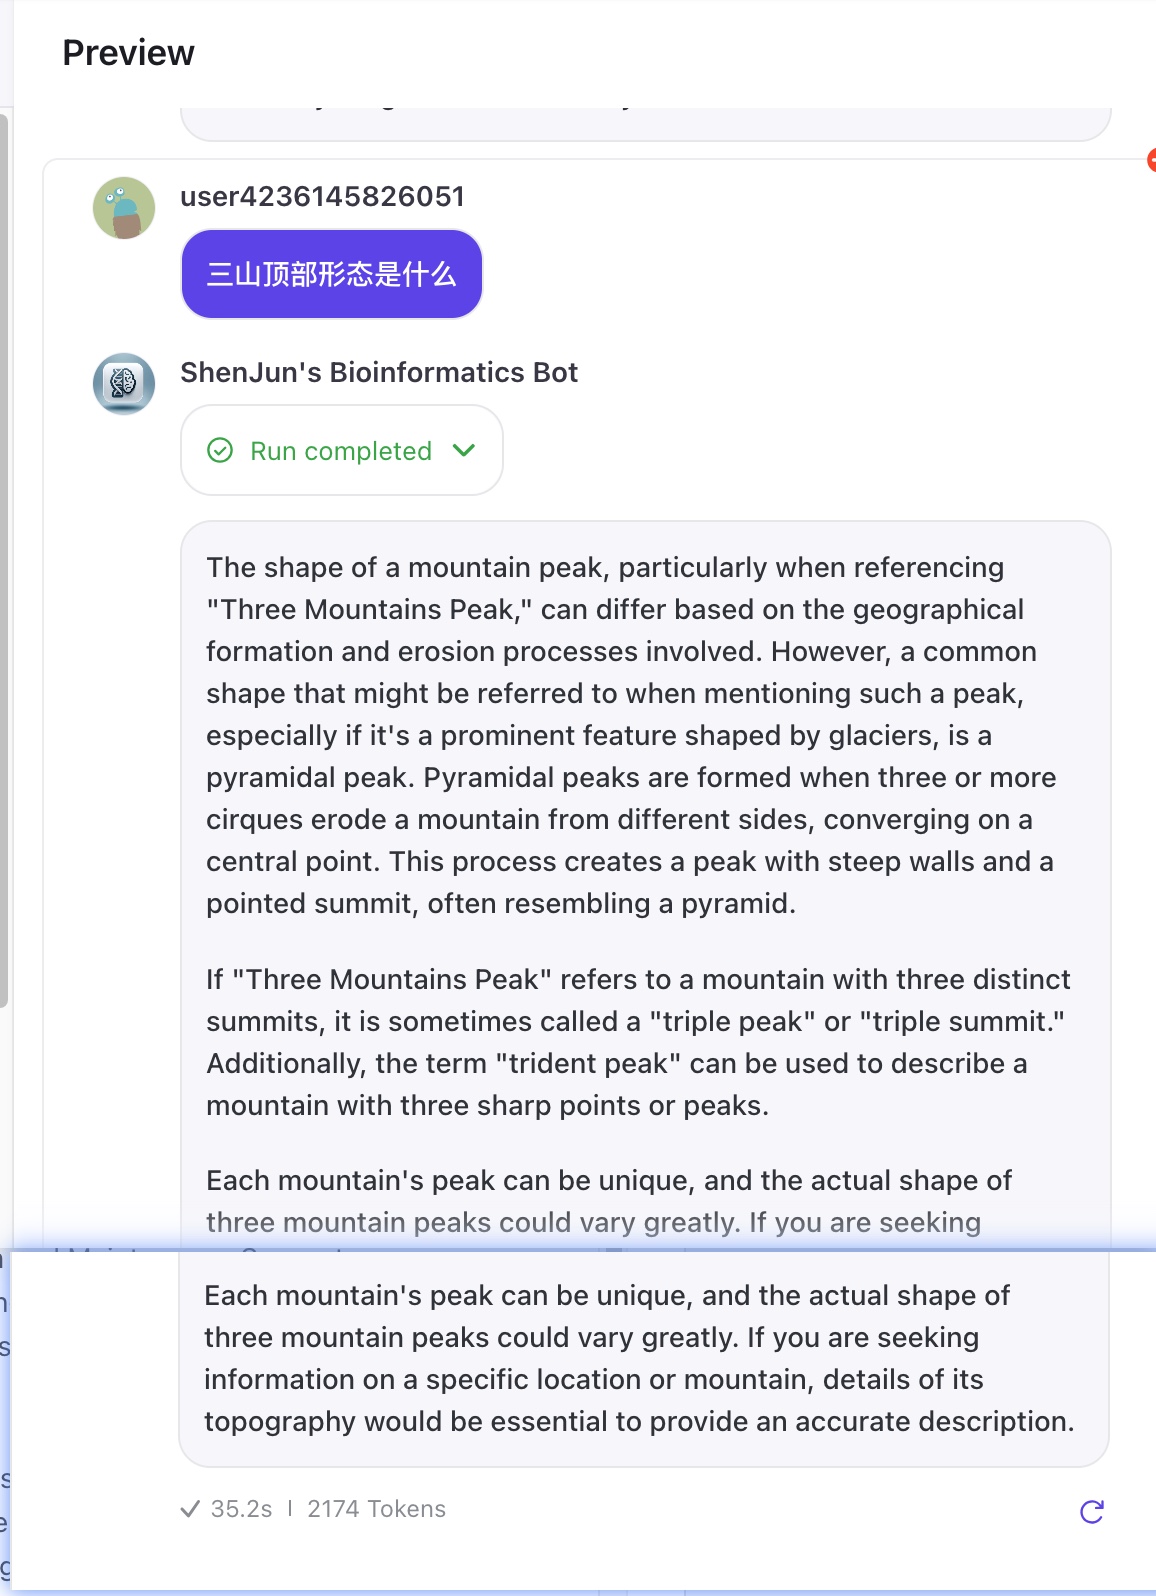 Preview
user4236145826051
三山顶部形态是什么
ShenJun's Bioinformatics Bot
Run completed
The shape of a mountain peak, particularly when referencing
"Three Mountains Peak," can differ based on the geographical
formation and erosion processes involved. However, a common
shape that might be referred to when mentioning such a peak,
especially if it's a prominent feature shaped by glaciers, is a
pyramidal peak. Pyramidal peaks are formed when three or more
cirques erode a mountain from different sides, converging on a
central point. This process creates a peak with steep walls and a
pointed summit, often resembling a pyramid.
If "Three Mountains Peak" refers to a mountain with three distinct
summits, it is sometimes called a "triple peak" or "triple summit."
Additionally, the term "trident peak" can be used to describe a
mountain with three sharp points or peaks.
Each mountain's peak can be unique, and the actual shape of
three mountain peaks could vary greatly. If you are seeking
Each mountain's peak can be unique, and the actual shape of
three mountain peaks could vary greatly. If you are seeking
information on a specific location or mountain, details of its
topography would be essential to provide an accurate description.
35.2s | 2174 Tokens